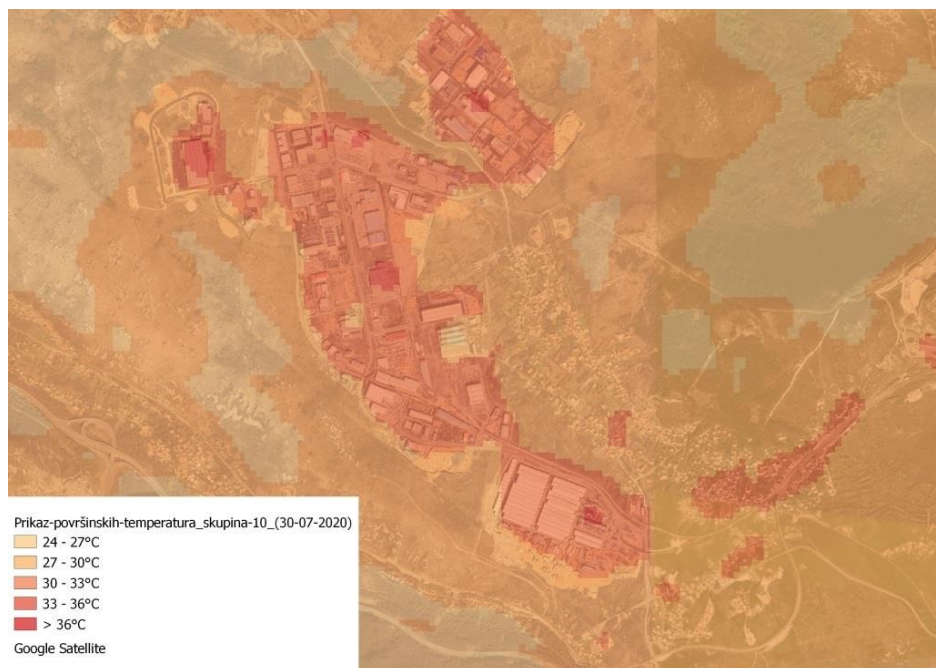 Prikaz-površinskih-temperatura_skupina-10_(30-07-2020)
24 - 27°C
27 - 30°C
30 - 33°C
33 - 36°C
> 36°C
Google Satellite